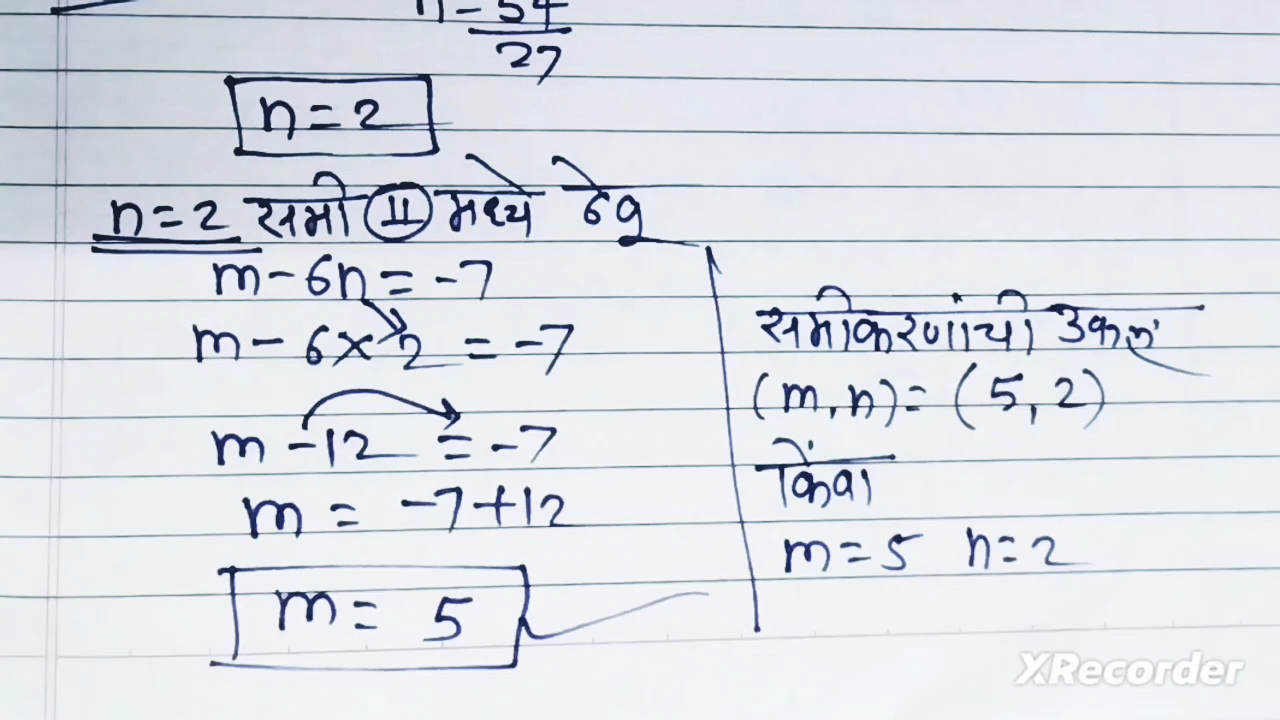 n = 54
27
n = 2
n = 2 समी II मध्ये ठेवू
m - 6n = -7
m - 6 × 2 = -7
m - 12 = -7
m = -7 + 12
m = 5
समीकरणांची उकल
(m, n) = (5, 2)
किंवा
m = 5 n = 2
XRecorder